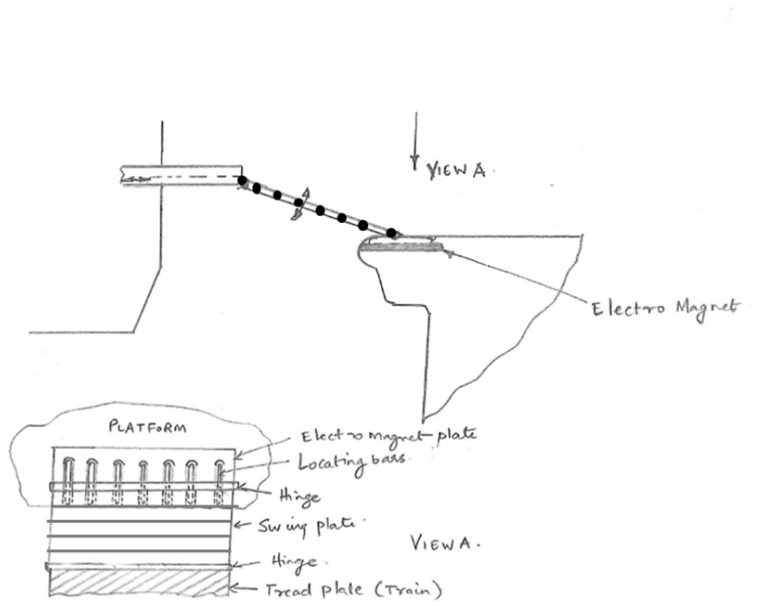 VIEW A.
Electro Magnet
PLATFORM
Electro magnet plate
Locating bars
Hinge
Swing plate.
VIEW A.
Hinge.
Tread plate (Train)